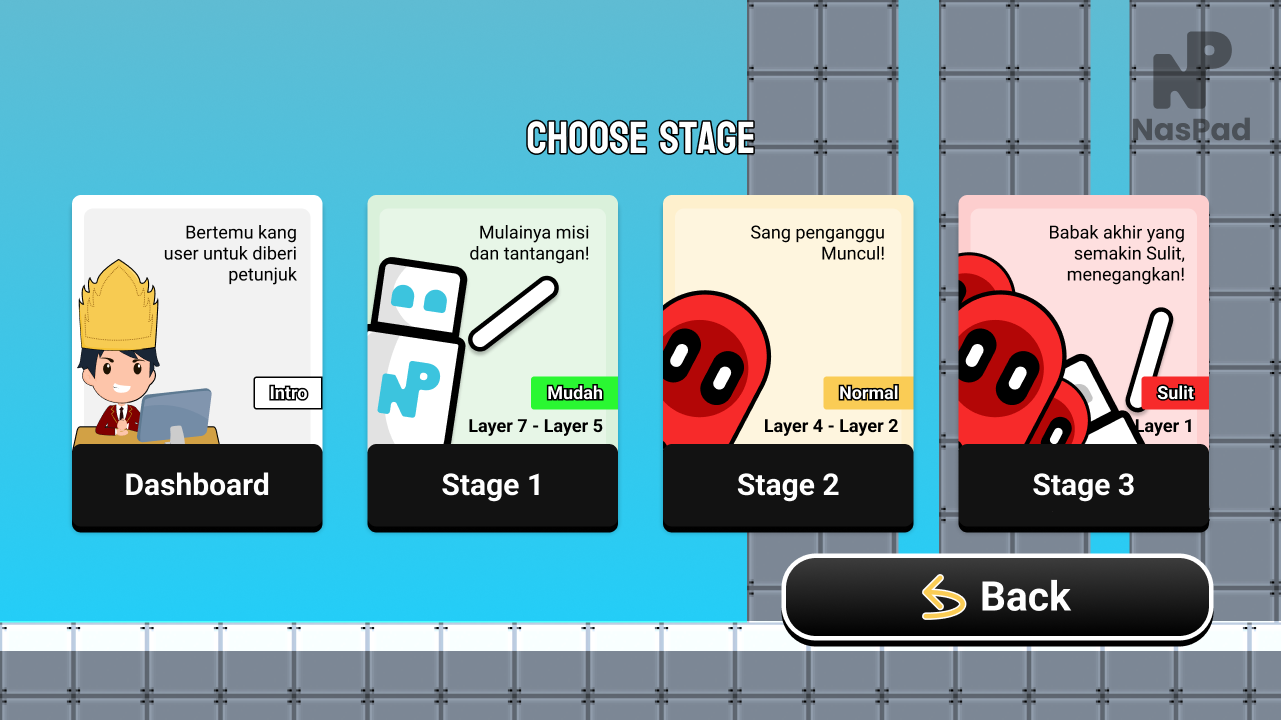 NP
NasPad
CHOOSE STAGE
Bertemu kang
user untuk diberi
petunjuk
Intro
Dashboard
Mulainya misi
dan tantangan!
NP
Mudah
Layer 7 - Layer 5
Stage 1
Sang penganggu
Muncul!
Normal
Layer 4 - Layer 2
Stage 2
Babak akhir yang
semakin Sulit,
menegangkan!
Sulit
Layer 1
Stage 3
Back